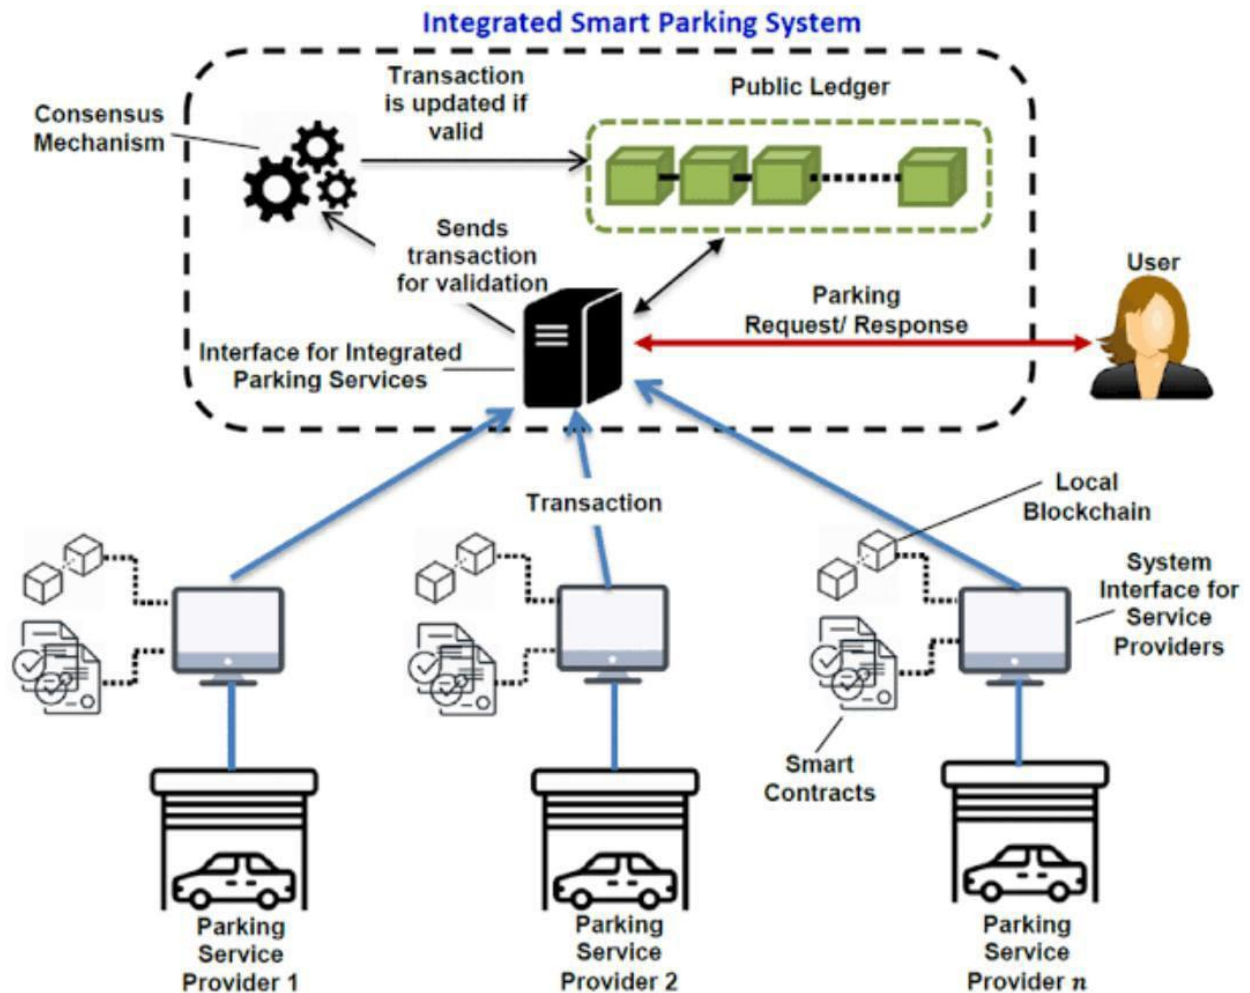 Integrated Smart Parking System
Transaction
is updated if
valid
Public Ledger
Consensus
Mechanism
Sends
transaction
for validation
User
Parking
Request/ Response
Interface for Integrated
Parking Services
Transaction
Local
Blockchain
System
Interface for
Service
Providers
Smart
Contracts
Parking
Service
Provider 1
Parking
Service
Provider 2
Parking
Service
Provider n